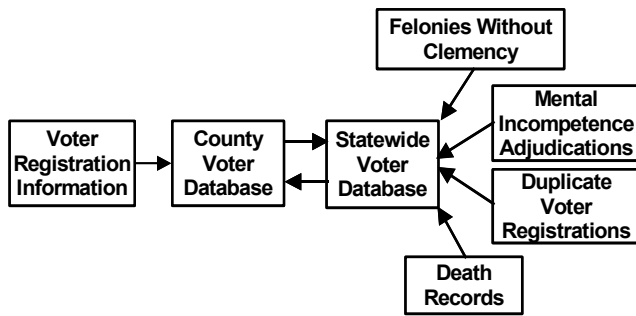 Felonies Without
Clemency
Voter
Registration
Information
County
Voter
Database
Statewide
Voter
Database
Mental
Incompetence
Adjudications
Duplicate
Voter
Registrations
Death
Records